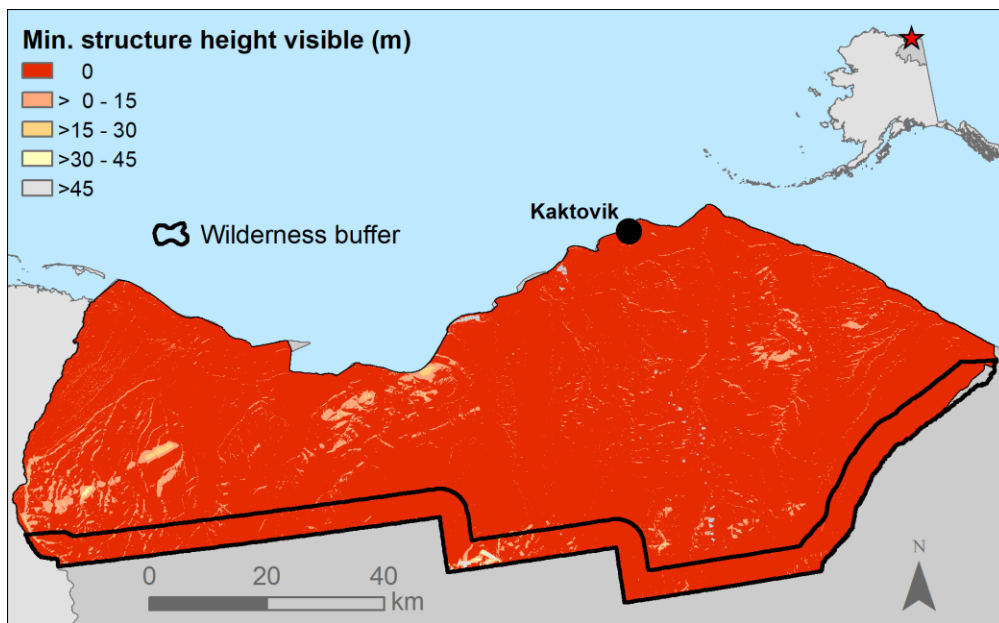 Min. structure height visible (m)
0
> 0 - 15
>15 - 30
>30 - 45
>45
Wilderness buffer
Kaktovik
0 20 40
km
N